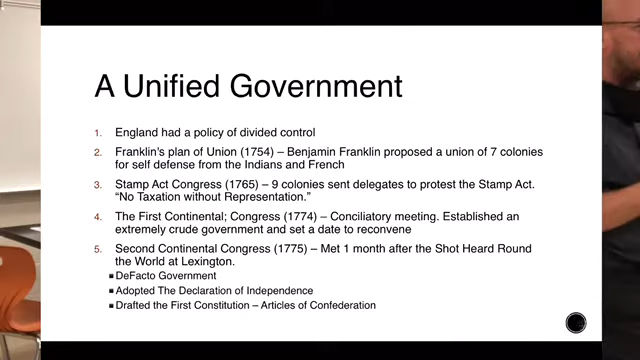 A Unified Government
1. England had a policy of divided control
2. Franklin's plan of Union (1754) – Benjamin Franklin proposed a union of 7 colonies
for self defense from the Indians and French
3. Stamp Act Congress (1765) – 9 colonies sent delegates to protest the Stamp Act.
"No Taxation without Representation."
4. The First Continental; Congress (1774) – Conciliatory meeting. Established an
extremely crude government and set a date to reconvene
5. Second Continental Congress (1775) – Met 1 month after the Shot Heard Round
the World at Lexington.
■ DeFacto Government
■ Adopted The Declaration of Independence
■ Drafted the First Constitution – Articles of Confederation